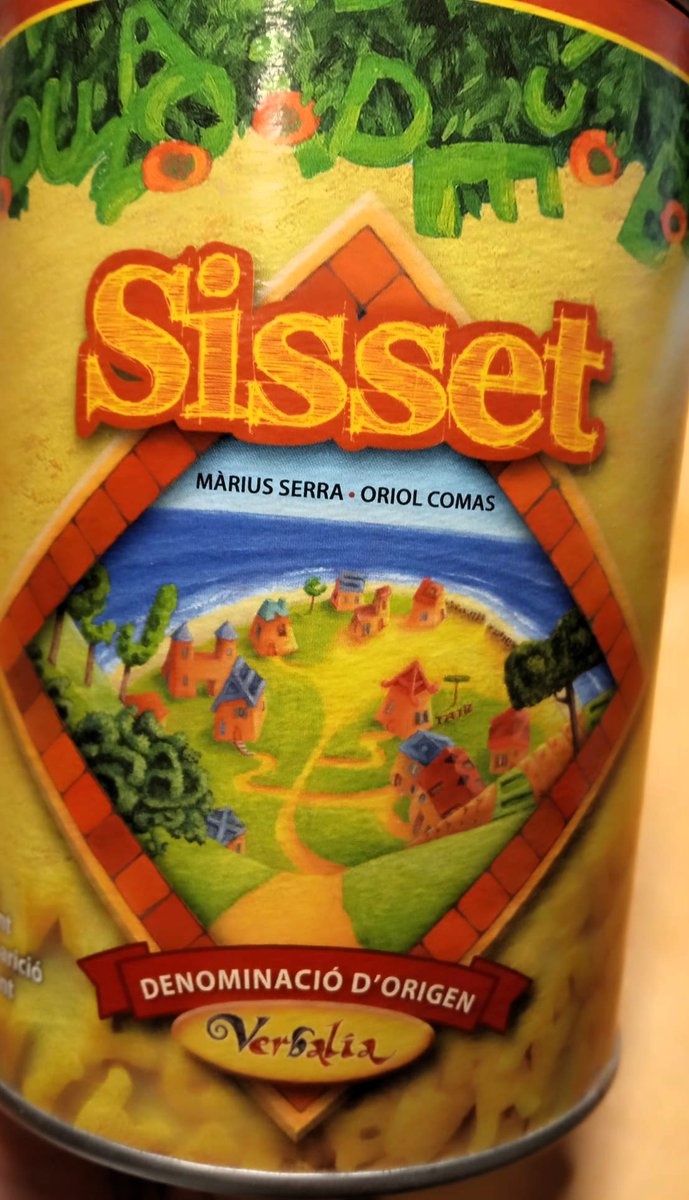 Sisset
MÀRIUS SERRA • ORIOL COMAS
DENOMINACIÓ D'ORIGEN
Verbalia